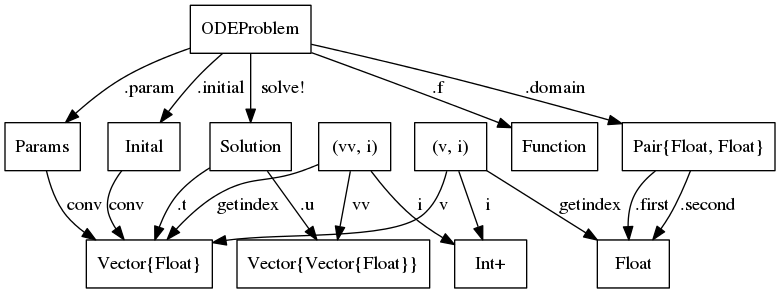 ODEProblem
.param
.initial
solve!
.f
.domain
Params
Inital
Solution
(vv, i)
(v, i)
Function
Pair{Float, Float}
conv
conv
.t
getindex
.u
vv
i
v
i
getindex
.first
.second
Vector{Float}
Vector{Vector{Float}}
Int+
Float